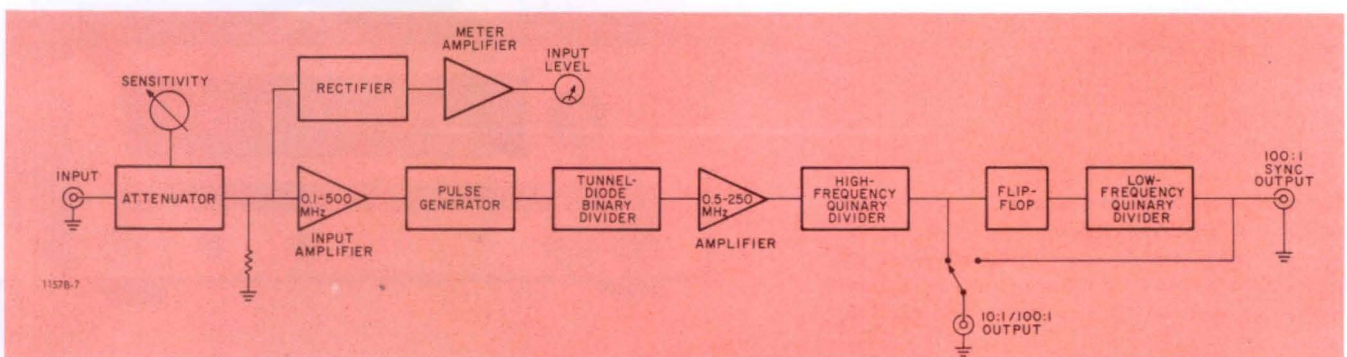 METER
AMPLIFIER
INPUT
LEVEL
SENSITIVITY
RECTIFIER
INPUT
ATTENUATOR
0.1-500
MHz
INPUT
AMPLIFIER
PULSE
GENERATOR
TUNNEL-
DIODE
BINARY
DIVIDER
0.5-250
MHz
AMPLIFIER
HIGH-
FREQUENCY
QUINARY
DIVIDER
FLIP-
FLOP
LOW-
FREQUENCY
QUINARY
DIVIDER
100:1
SYNC
OUTPUT
10:1/100:1
OUTPUT
1157B-7